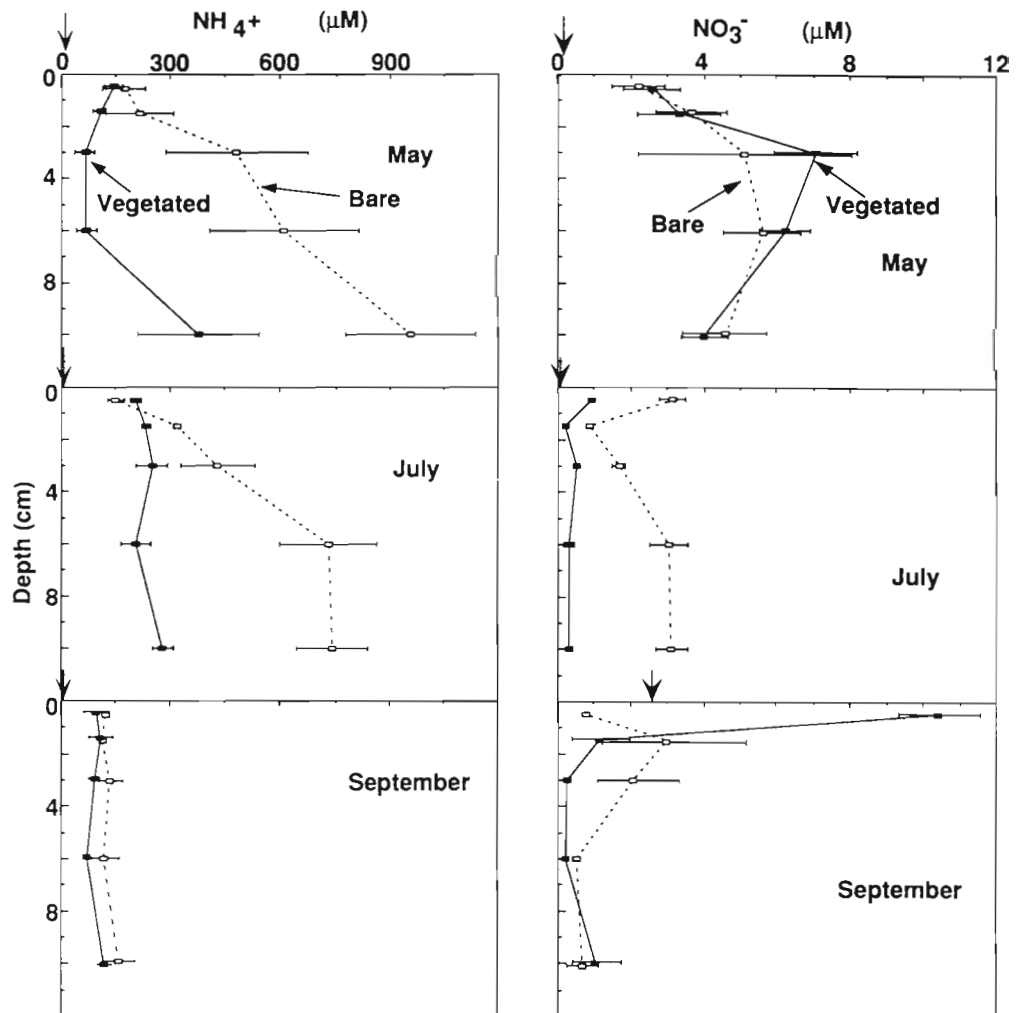 NH4+ (μM)
0 300 600 900
NO3- (μM)
0 4 8 12
0
4
8
May
Vegetated
Bare
May
Bare
Vegetated
Depth (cm)
0
4
8
July
July
0
4
8
September
September